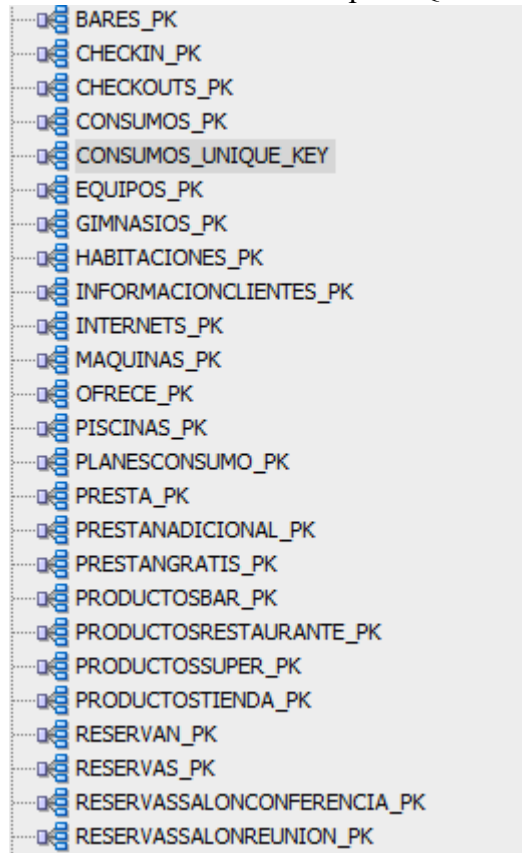 BARES_PK
CHECKIN_PK
CHECKOUTS_PK
CONSUMOS_PK
CONSUMOS_UNIQUE_KEY
EQUIPOS_PK
GIMNASIOS_PK
HABITACIONES_PK
INFORMACIONCLIENTES_PK
INTERNETS_PK
MAQUINAS_PK
OFRECE_PK
PISCINAS_PK
PLANESCONSUMO_PK
PRESTA_PK
PRESTANADICIONAL_PK
PRESTANGRATIS_PK
PRODUCTOSBAR_PK
PRODUCTOSRESTAURANTE_PK
PRODUCTOSSUPER_PK
PRODUCTOSTIENDA_PK
RESERVAN_PK
RESERVAS_PK
RESERVASSALONCONFERENCIA_PK
RESERVASSALONREUNION_PK